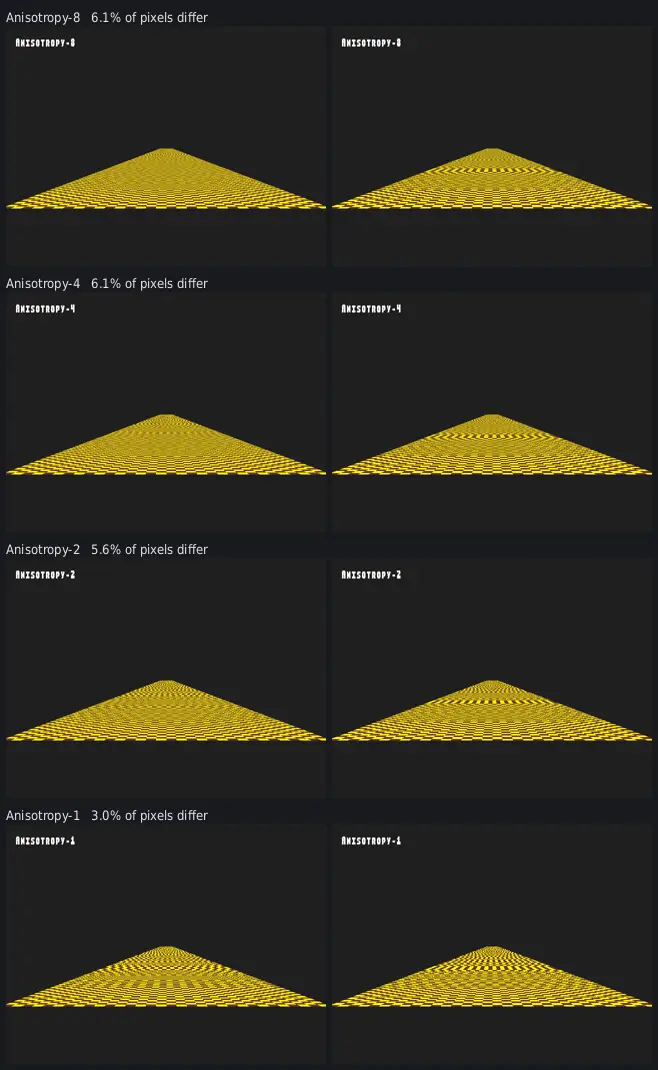 Anisotropy-8 6.1% of pixels differ
Anisotropy-8 Anisotropy-8
Anisotropy-4 6.1% of pixels differ
Anisotropy-4 Anisotropy-4
Anisotropy-2 5.6% of pixels differ
Anisotropy-2 Anisotropy-2
Anisotropy-1 3.0% of pixels differ
Anisotropy-1 Anisotropy-1